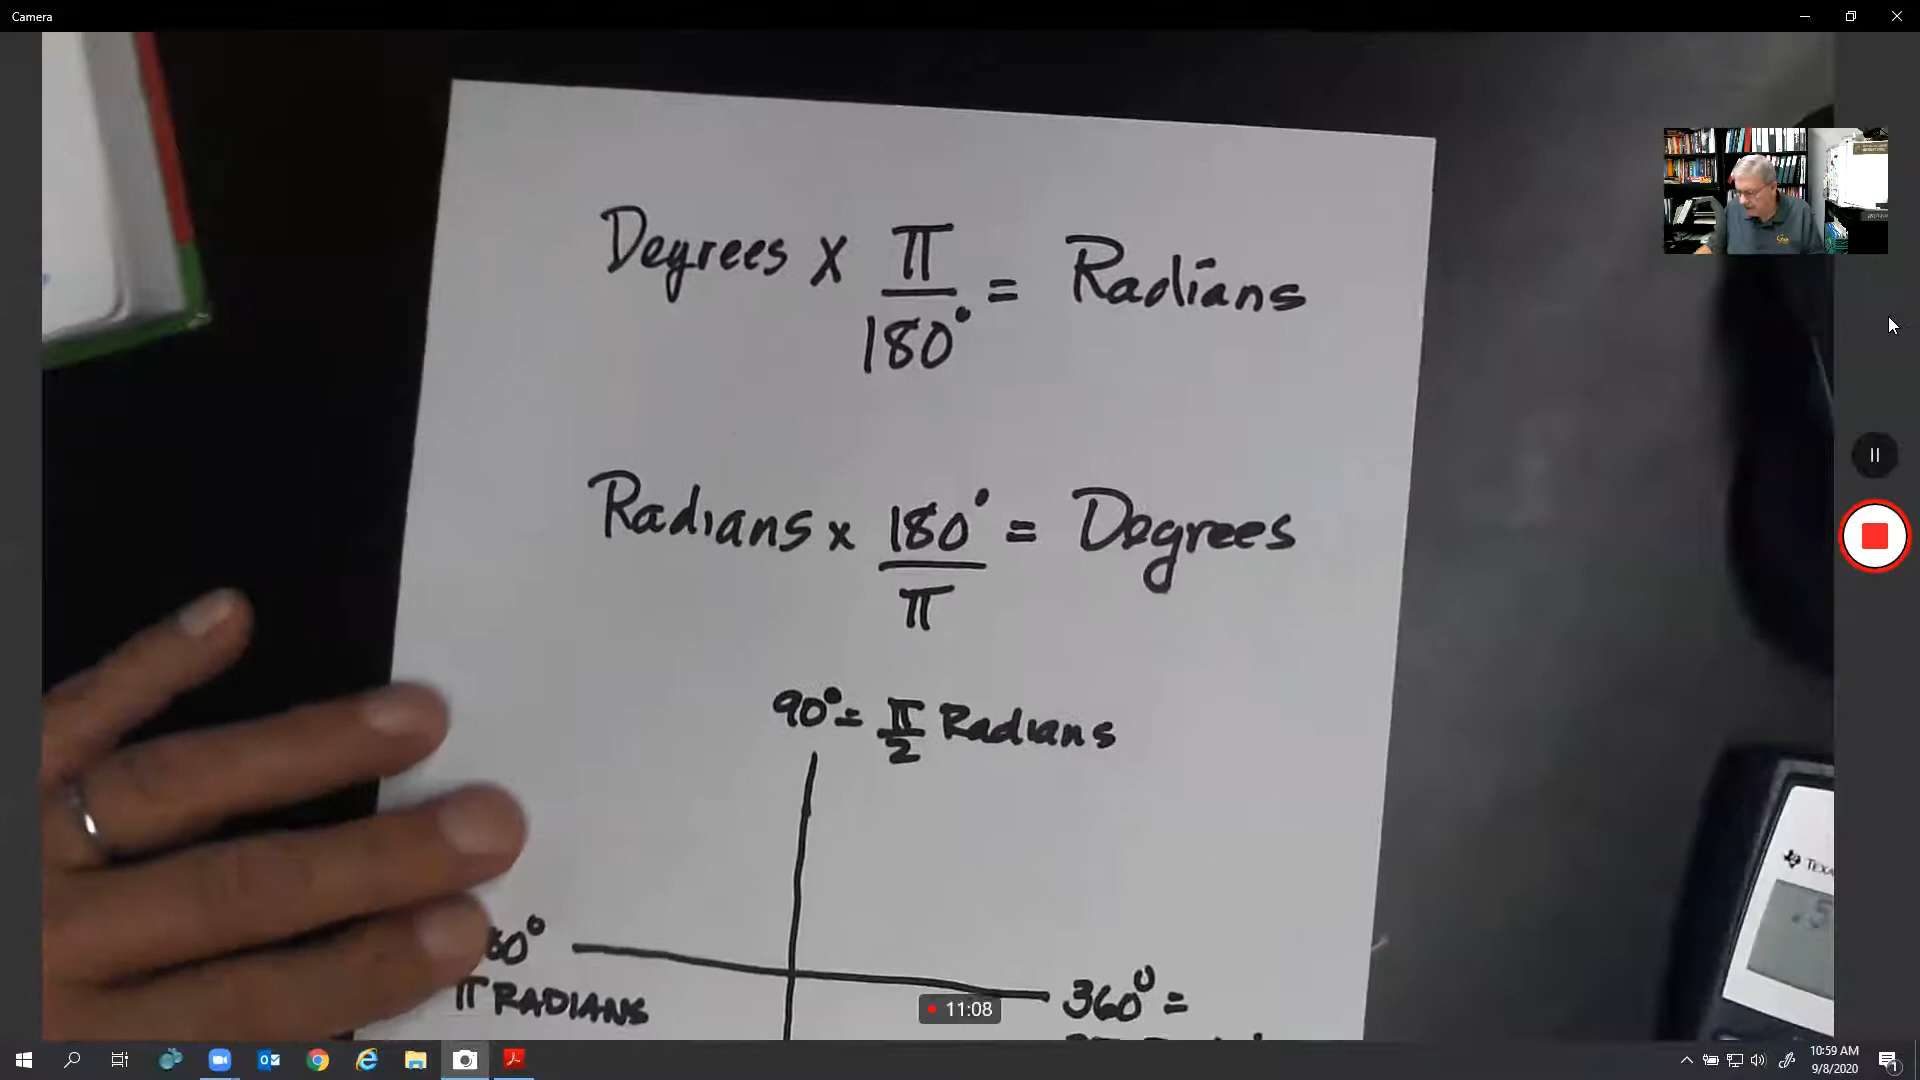 Camera
Degrees x π/180° = Radians
Radians x 180°/π = Degrees
90° = π/2 Radians
360° =
π RADIANS
11:08
10:59 AM
9/8/2020